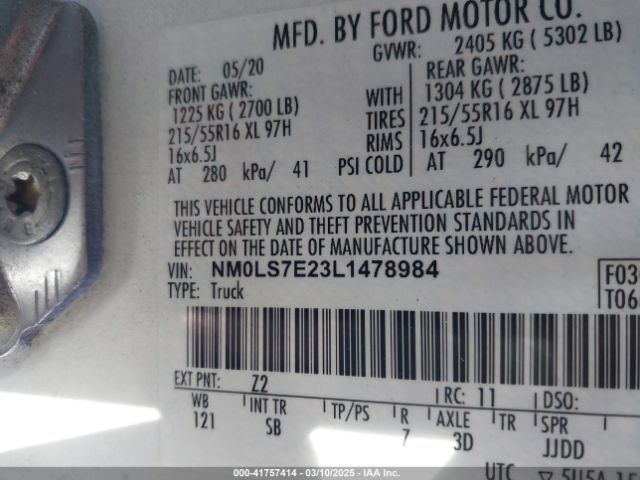 MFD. BY FORD MOTOR CO.
DATE: 05/20 GVWR: 2405 KG ( 5302 LB)
FRONT GAWR: REAR GAWR:
1225 KG ( 2700 LB) WITH 1304 KG ( 2875 LB)
215/55R16 XL 97H TIRES 215/55R16 XL 97H
16x6.5J RIMS 16x6.5J
AT 280 kPa/ 41 PSI COLD AT 290 kPa/ 42
THIS VEHICLE CONFORMS TO ALL APPLICABLE FEDERAL MOTOR
VEHICLE SAFETY AND THEFT PREVENTION STANDARDS IN
EFFECT ON THE DATE OF MANUFACTURE SHOWN ABOVE.
VIN: NM0LS7E23L1478984
TYPE: Truck
F03
T06
EXT PNT: Z2 RC: 11 DSO:
WB INT TR TP/PS R AXLE TR SPR
121 SB 7 3D JJDD
UTC
000-41757414 - 03/10/2025 - IAAI.COM